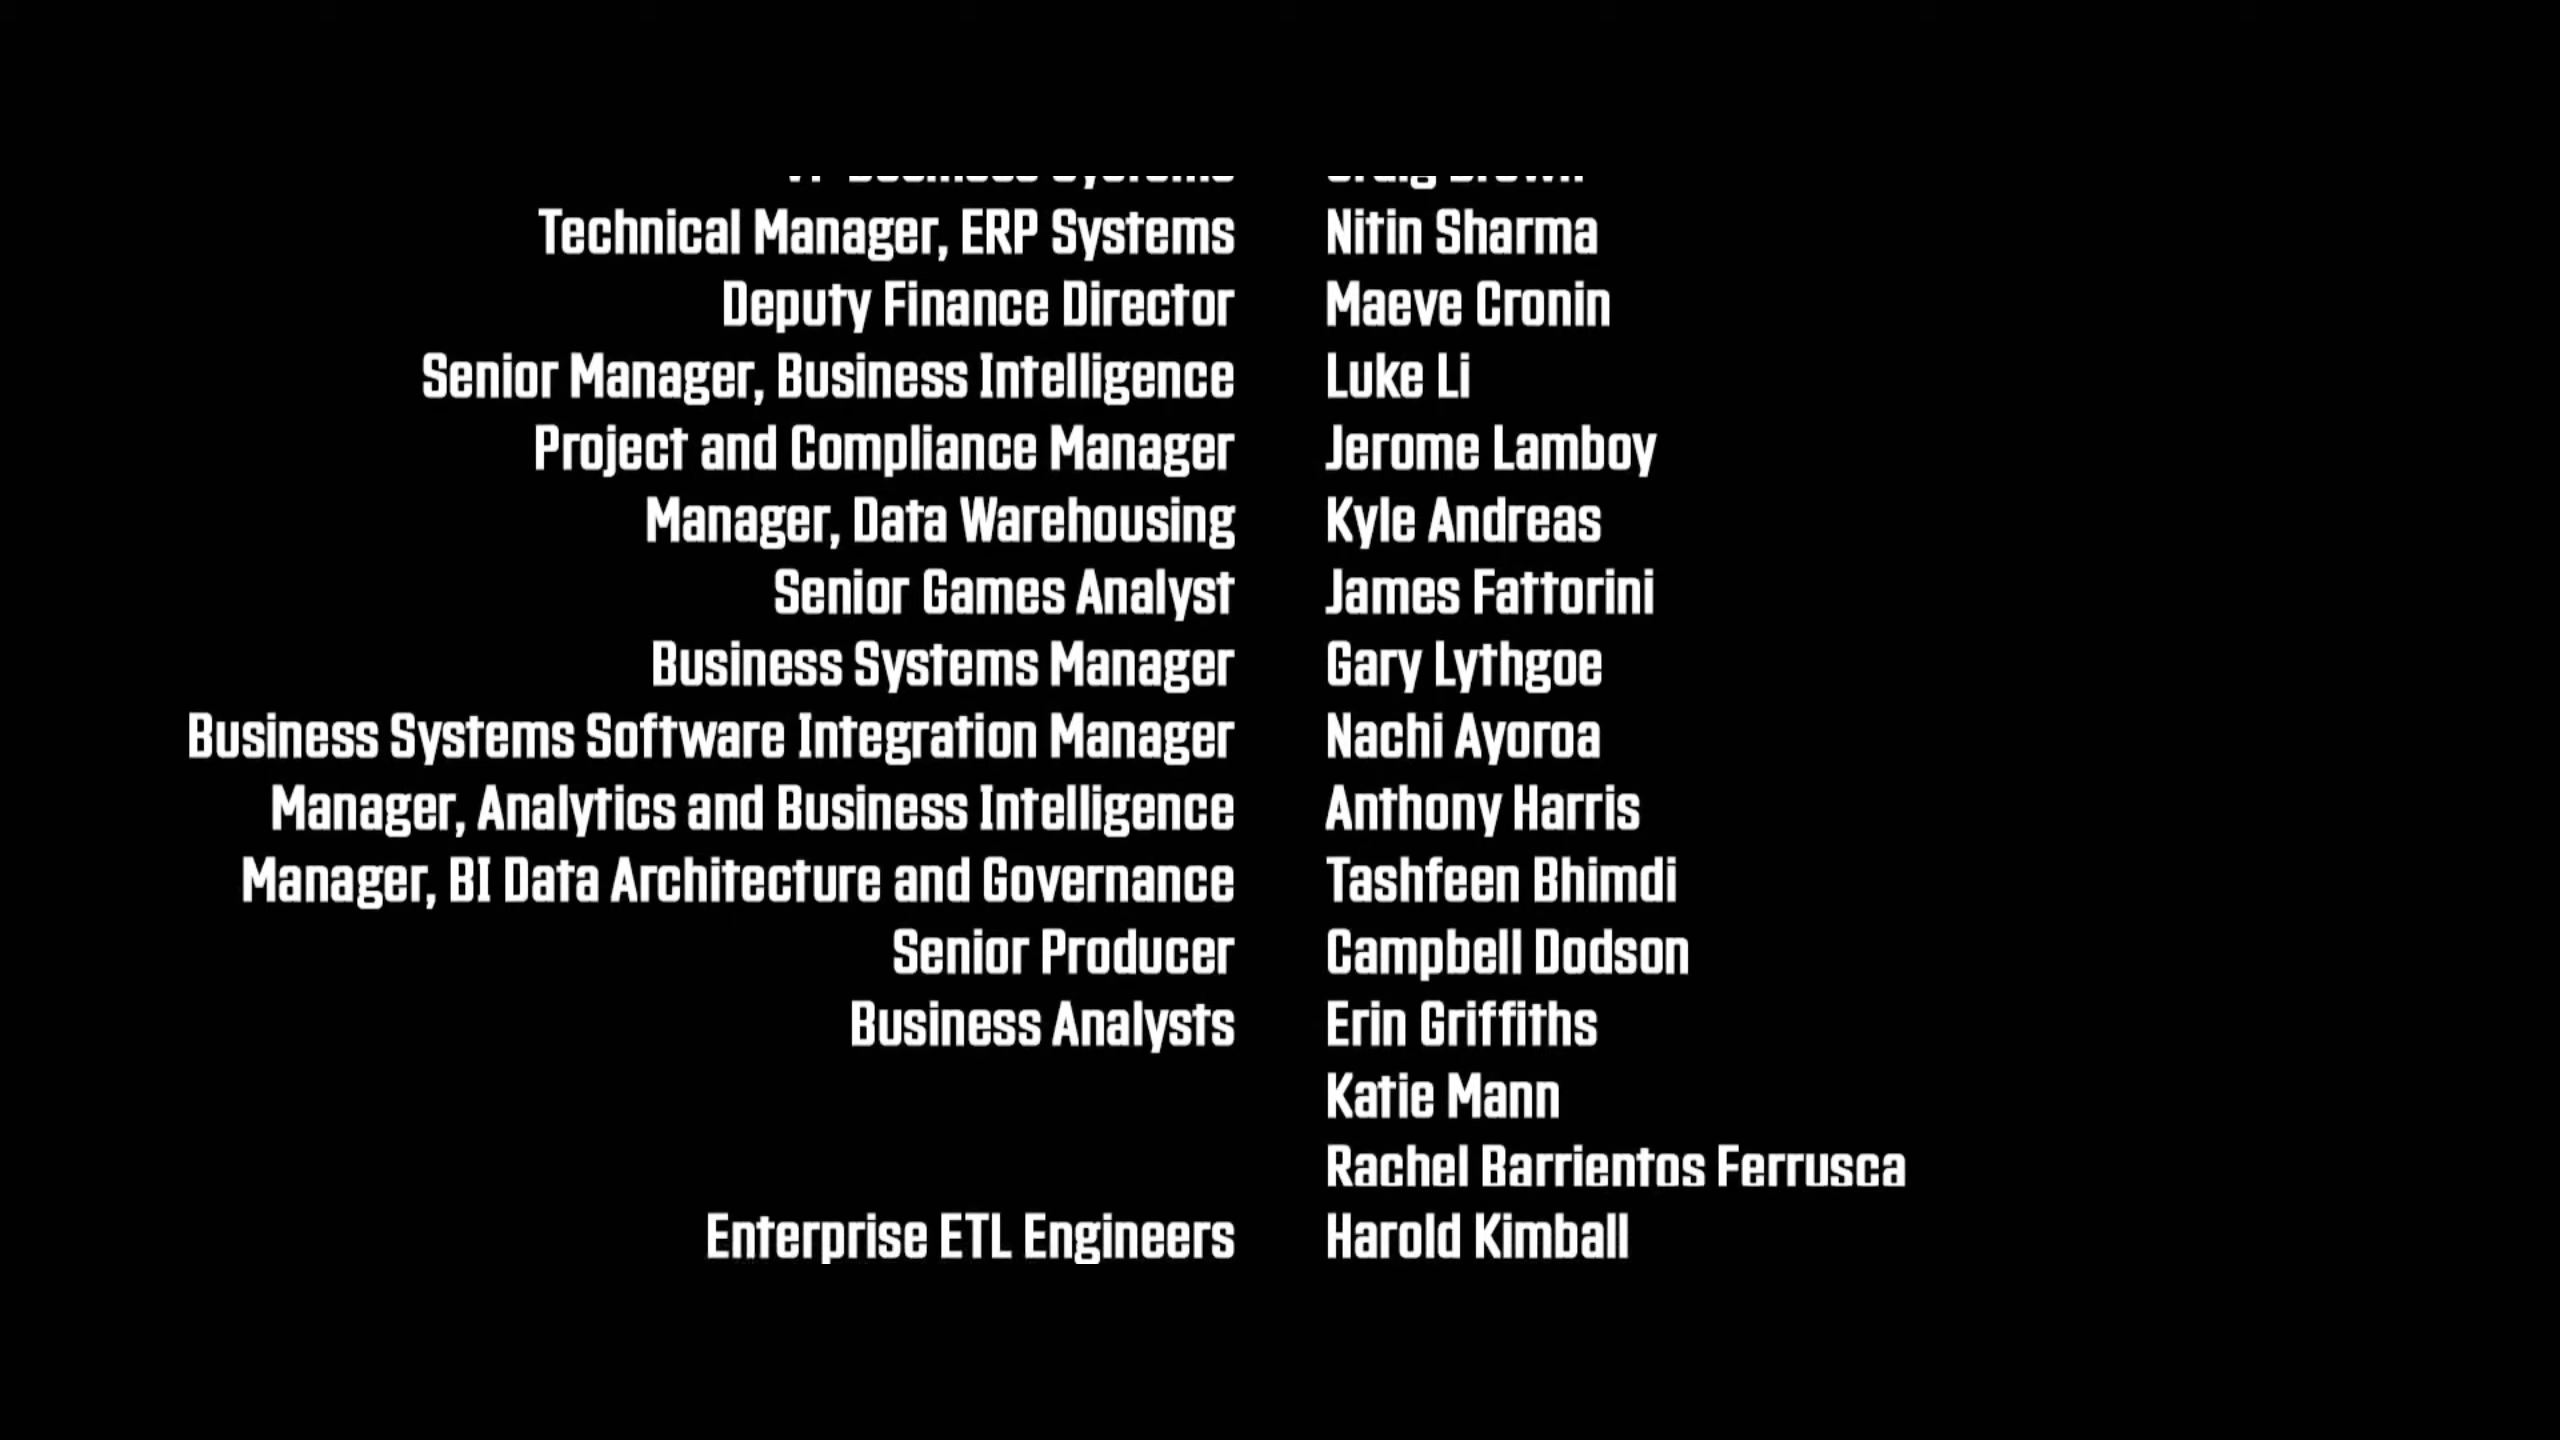 Technical Manager, ERP Systems Nitin Sharma
Deputy Finance Director Maeve Cronin
Senior Manager, Business Intelligence Luke Li
Project and Compliance Manager Jerome Lamboy
Manager, Data Warehousing Kyle Andreas
Senior Games Analyst James Fattorini
Business Systems Manager Gary Lythgoe
Business Systems Software Integration Manager Nachi Ayoroa
Manager, Analytics and Business Intelligence Anthony Harris
Manager, BI Data Architecture and Governance Tashfeen Bhimdi
Senior Producer Campbell Dodson
Business Analysts Erin Griffiths
Katie Mann
Rachel Barrientos Ferrusca
Enterprise ETL Engineers Harold Kimball